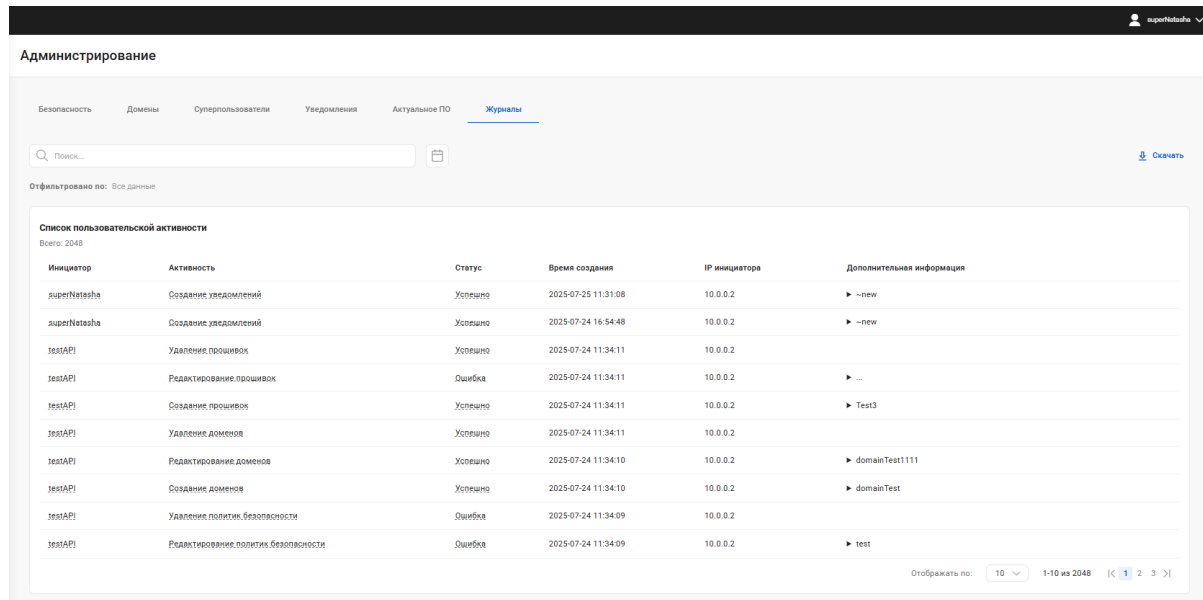 superNatasha
Администрирование
Безопасность Домены Суперпользователи Уведомления Актуальное ПО Журналы
Поиск... Скачать
Отфильтровано по: Все данные
Список пользовательской активности
Всего: 2048
Инициатор Активность Статус Время создания IP инициатора Дополнительная информация
superNatasha Создание уведомлений Успешно 2025-07-25 11:31:08 10.0.0.2 ► ~new
superNatasha Создание уведомлений Успешно 2025-07-24 16:54:48 10.0.0.2 ► ~new
testAPI Удаление прошивок Успешно 2025-07-24 11:34:11 10.0.0.2
testAPI Редактирование прошивок Ошибка 2025-07-24 11:34:11 10.0.0.2 ► ...
testAPI Создание прошивок Успешно 2025-07-24 11:34:11 10.0.0.2 ► Test3
testAPI Удаление доменов Успешно 2025-07-24 11:34:11 10.0.0.2
testAPI Редактирование доменов Успешно 2025-07-24 11:34:10 10.0.0.2 ► domainTest1111
testAPI Создание доменов Успешно 2025-07-24 11:34:10 10.0.0.2 ► domainTest
testAPI Удаление политик безопасности Ошибка 2025-07-24 11:34:09 10.0.0.2
testAPI Редактирование политик безопасности Ошибка 2025-07-24 11:34:09 10.0.0.2 ► test
Отображать по: 10 1-10 из 2048 1 2 3